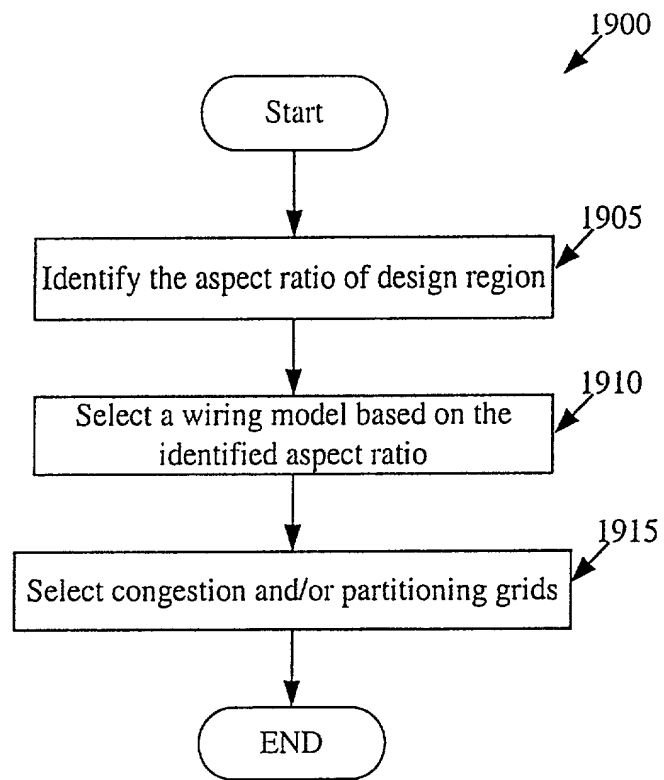 1900
Start
1905
Identify the aspect ratio of design region
1910
Select a wiring model based on the
identified aspect ratio
1915
Select congestion and/or partitioning grids
END